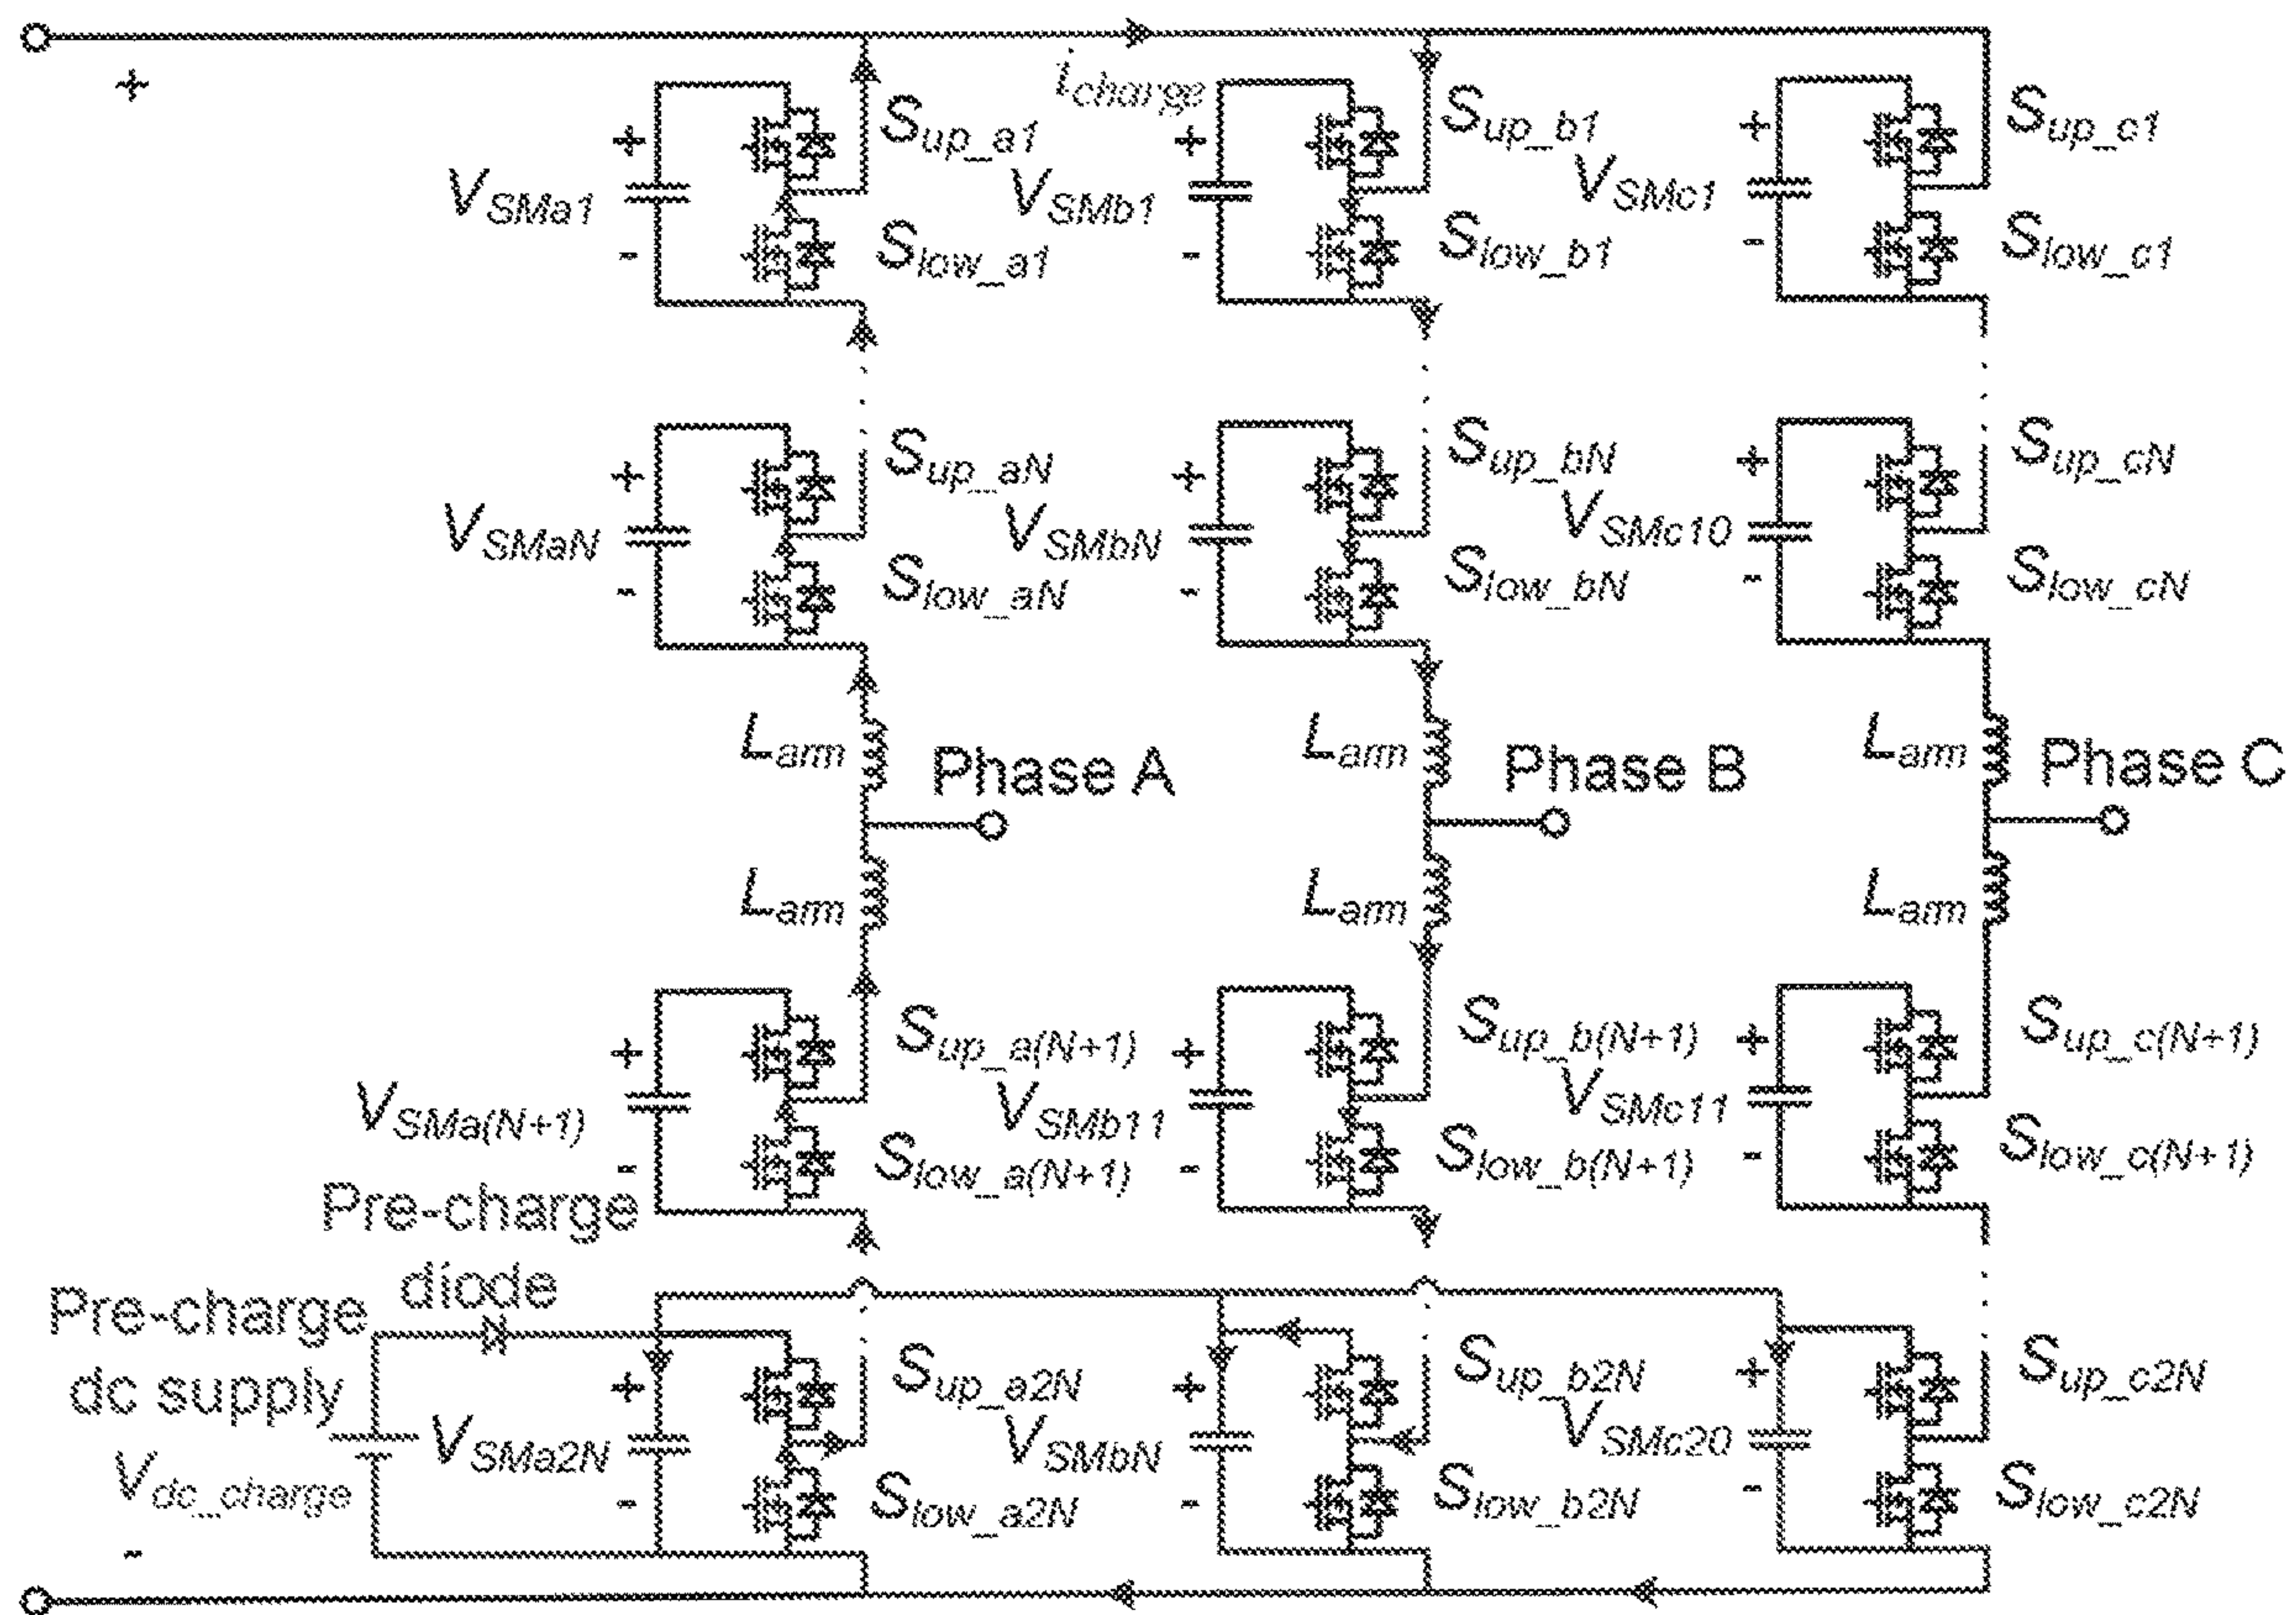 +
i_charge
+ S_up_a1
V_SMa1
- S_low_a1
+ S_up_b1
V_SMb1
- S_low_b1
+ S_up_c1
V_SMc1
- S_low_c1
+ S_up_aN
V_SMaN
- S_low_aN
+ S_up_bN
V_SMbN
- S_low_bN
+ S_up_cN
V_SMc10
- S_low_cN
L_arm Phase A
L_arm Phase B
L_arm Phase C
L_arm
L_arm
L_arm
+ S_up_a(N+1)
V_SMa(N+1)
- S_low_a(N+1)
+ S_up_b(N+1)
V_SMb11
- S_low_b(N+1)
+ S_up_c(N+1)
V_SMc11
- S_low_c(N+1)
Pre-charge
diode
Pre-charge
dc supply
V_dc_charge
-
+ S_up_a2N
V_SMa2N
- S_low_a2N
+ S_up_b2N
V_SMbN
- S_low_b2N
+ S_up_c2N
V_SMc20
- S_low_c2N